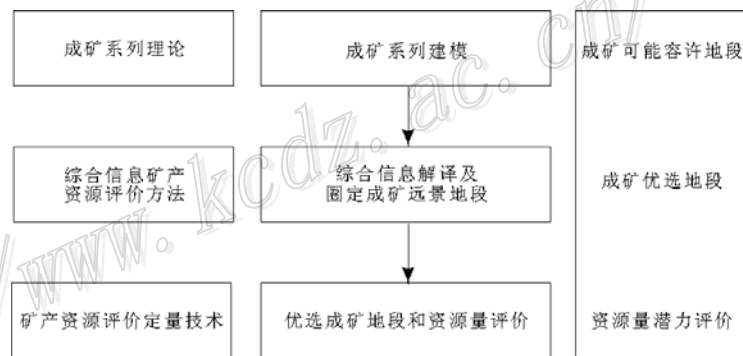 成矿系列理论
成矿系列建模
成矿可能容许地段
综合信息矿产
资源评价方法
综合信息解译及
圈定成矿远景地段
成矿优选地段
矿产资源评价定量技术
优选成矿地段和资源量评价
资源量潜力评价
www.kcdz.ac.cn/